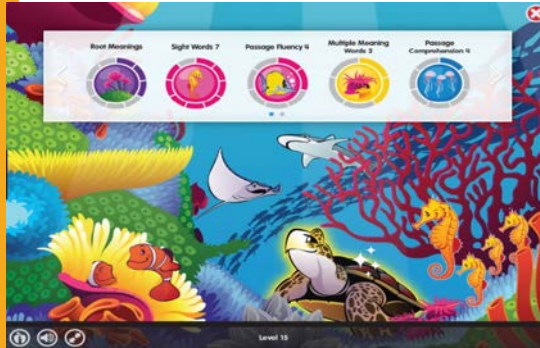 Root Meanings
Sight Words 7
Passage Fluency 4
Multiple Meaning
Words 3
Passage
Comprehension 4
Level 15